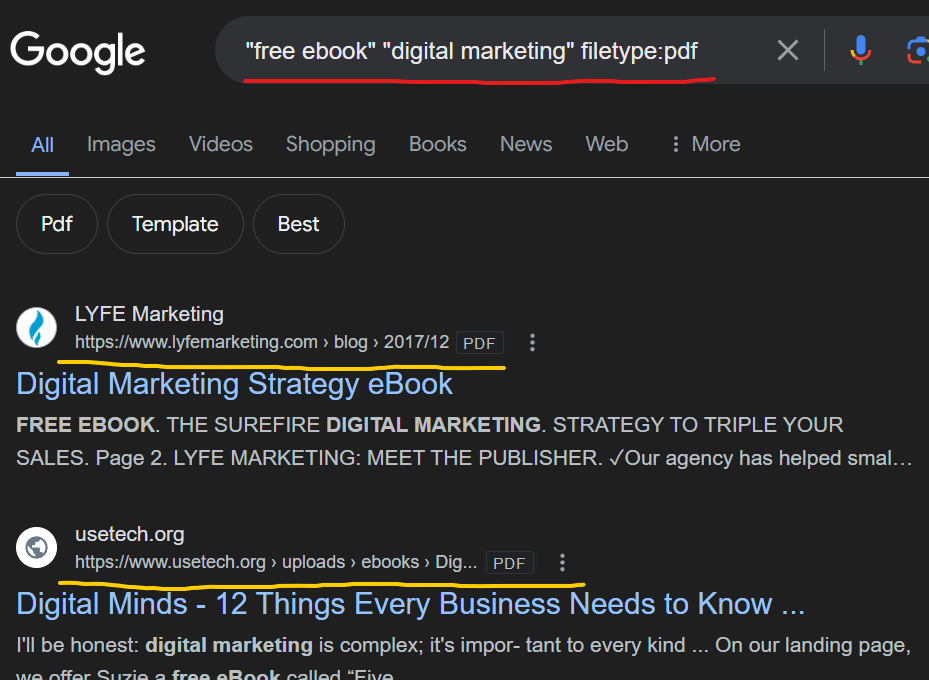 Google
"free ebook" "digital marketing" filetype:pdf
All Images Videos Shopping Books News Web More
Pdf Template Best
LYFE Marketing
https://www.lyfemarketing.com › blog › 2017/12 PDF
Digital Marketing Strategy eBook
FREE EBOOK. THE SUREFIRE DIGITAL MARKETING. STRATEGY TO TRIPLE YOUR
SALES. Page 2. LYFE MARKETING: MEET THE PUBLISHER. ✓Our agency has helped smal...
usetech.org
https://www.usetech.org › uploads › ebooks › Dig... PDF
Digital Minds - 12 Things Every Business Needs to Know ...
I'll be honest: digital marketing is complex; it's impor- tant to every kind ... On our landing page,
we offer Suzie a free eBook called “Five